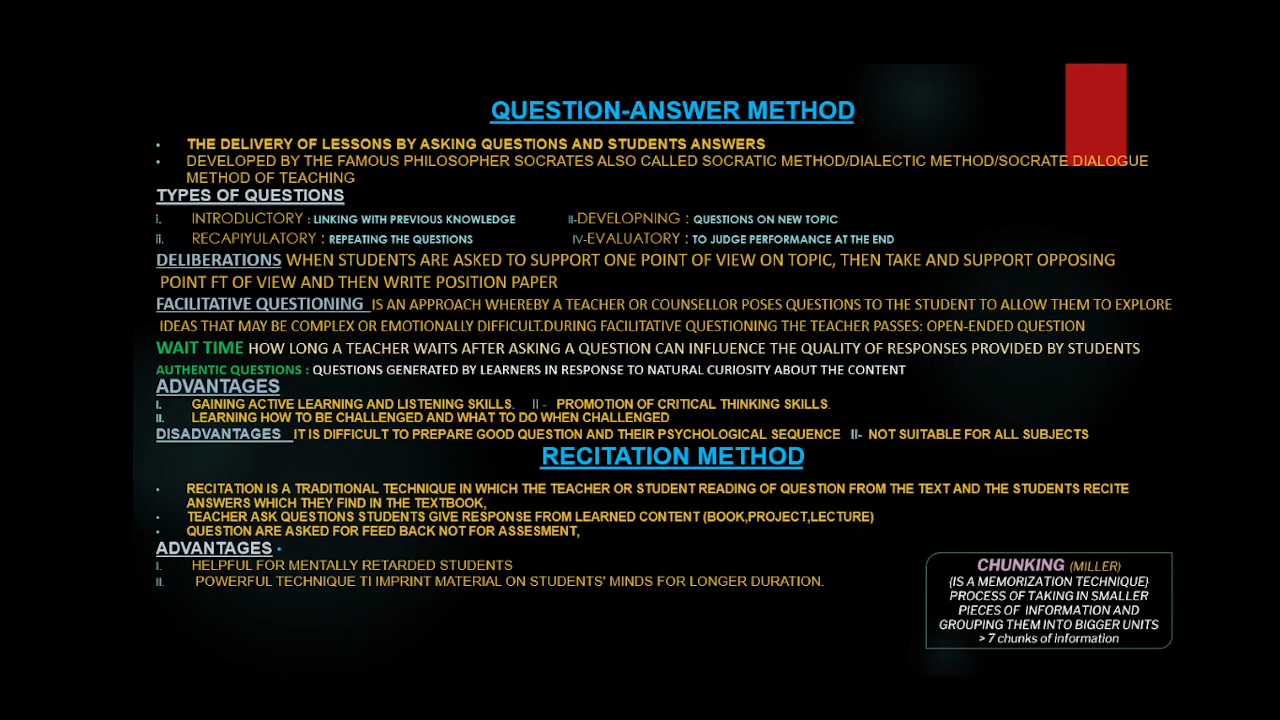 QUESTION-ANSWER METHOD
• THE DELIVERY OF LESSONS BY ASKING QUESTIONS AND STUDENTS ANSWERS
• DEVELOPED BY THE FAMOUS PHILOSOPHER SOCRATES ALSO CALLED SOCRATIC METHOD/DIALECTIC METHOD/SOCRATE DIALOGUE
METHOD OF TEACHING
TYPES OF QUESTIONS
i. INTRODUCTORY : LINKING WITH PREVIOUS KNOWLEDGE II-DEVELOPNING : QUESTIONS ON NEW TOPIC
ii. RECAPIYULATORY : REPEATING THE QUESTIONS IV-EVALUATORY : TO JUDGE PERFORMANCE AT THE END
DELIBERATIONS WHEN STUDENTS ARE ASKED TO SUPPORT ONE POINT OF VIEW ON TOPIC, THEN TAKE AND SUPPORT OPPOSING
POINT FT OF VIEW AND THEN WRITE POSITION PAPER
FACILITATIVE QUESTIONING IS AN APPROACH WHEREBY A TEACHER OR COUNSELLOR POSES QUESTIONS TO THE STUDENT TO ALLOW THEM TO EXPLORE
IDEAS THAT MAY BE COMPLEX OR EMOTIONALLY DIFFICULT.DURING FACILITATIVE QUESTIONING THE TEACHER PASSES: OPEN-ENDED QUESTION
WAIT TIME HOW LONG A TEACHER WAITS AFTER ASKING A QUESTION CAN INFLUENCE THE QUALITY OF RESPONSES PROVIDED BY STUDENTS
AUTHENTIC QUESTIONS : QUESTIONS GENERATED BY LEARNERS IN RESPONSE TO NATURAL CURIOSITY ABOUT THE CONTENT
ADVANTAGES
I. GAINING ACTIVE LEARNING AND LISTENING SKILLS. II - PROMOTION OF CRITICAL THINKING SKILLS.
II. LEARNING HOW TO BE CHALLENGED AND WHAT TO DO WHEN CHALLENGED
DISADVANTAGES IT IS DIFFICULT TO PREPARE GOOD QUESTION AND THEIR PSYCHOLOGICAL SEQUENCE II- NOT SUITABLE FOR ALL SUBJECTS
RECITATION METHOD
• RECITATION IS A TRADITIONAL TECHNIQUE IN WHICH THE TEACHER OR STUDENT READING OF QUESTION FROM THE TEXT AND THE STUDENTS RECITE
ANSWERS WHICH THEY FIND IN THE TEXTBOOK,
• TEACHER ASK QUESTIONS STUDENTS GIVE RESPONSE FROM LEARNED CONTENT (BOOK,PROJECT,LECTURE)
• QUESTION ARE ASKED FOR FEED BACK NOT FOR ASSESMENT,
ADVANTAGES •
I. HELPFUL FOR MENTALLY RETARDED STUDENTS
II. POWERFUL TECHNIQUE TI IMPRINT MATERIAL ON STUDENTS' MINDS FOR LONGER DURATION.
CHUNKING (MILLER)
{IS A MEMORIZATION TECHNIQUE}
PROCESS OF TAKING IN SMALLER
PIECES OF INFORMATION AND
GROUPING THEM INTO BIGGER UNITS
> 7 chunks of information